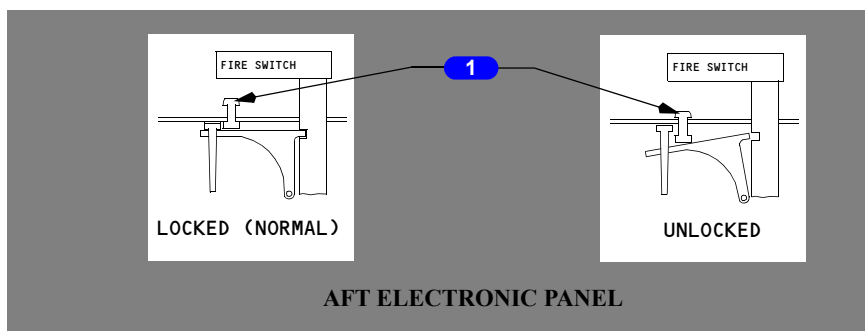 FIRE SWITCH
1
FIRE SWITCH
LOCKED (NORMAL)
UNLOCKED
AFT ELECTRONIC PANEL